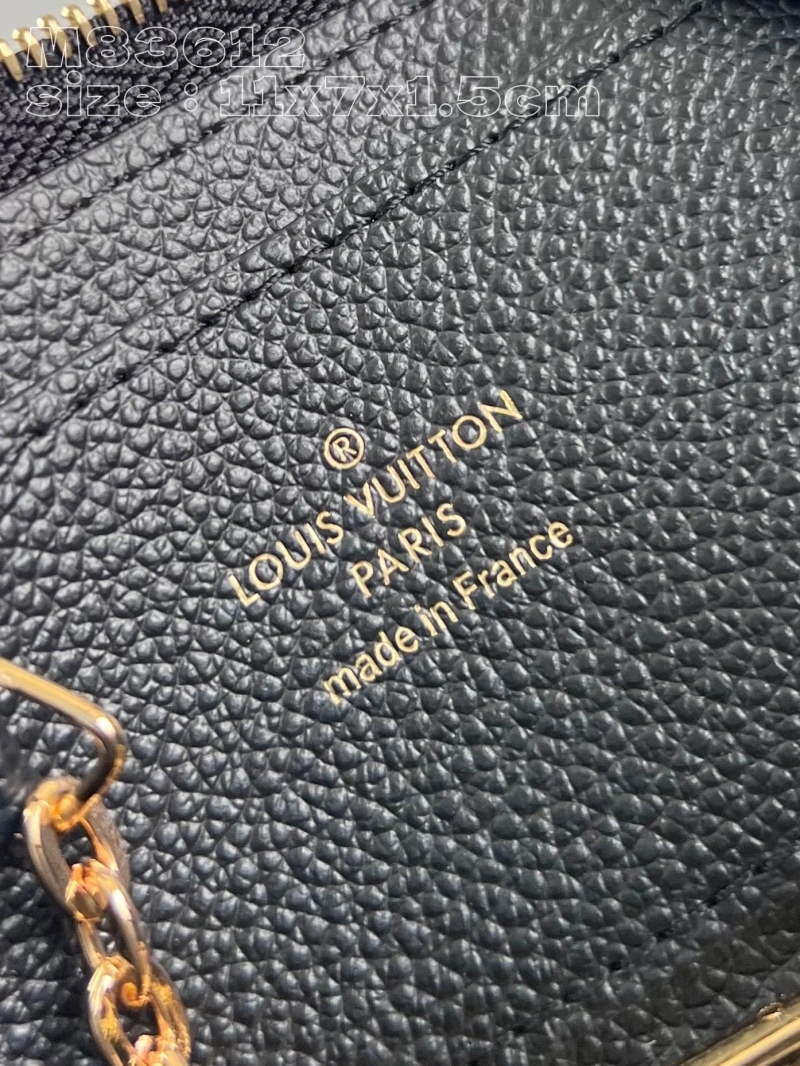 M83612
size : 11x7x1.5cm
®
LOUIS VUITTON
PARIS
made in France